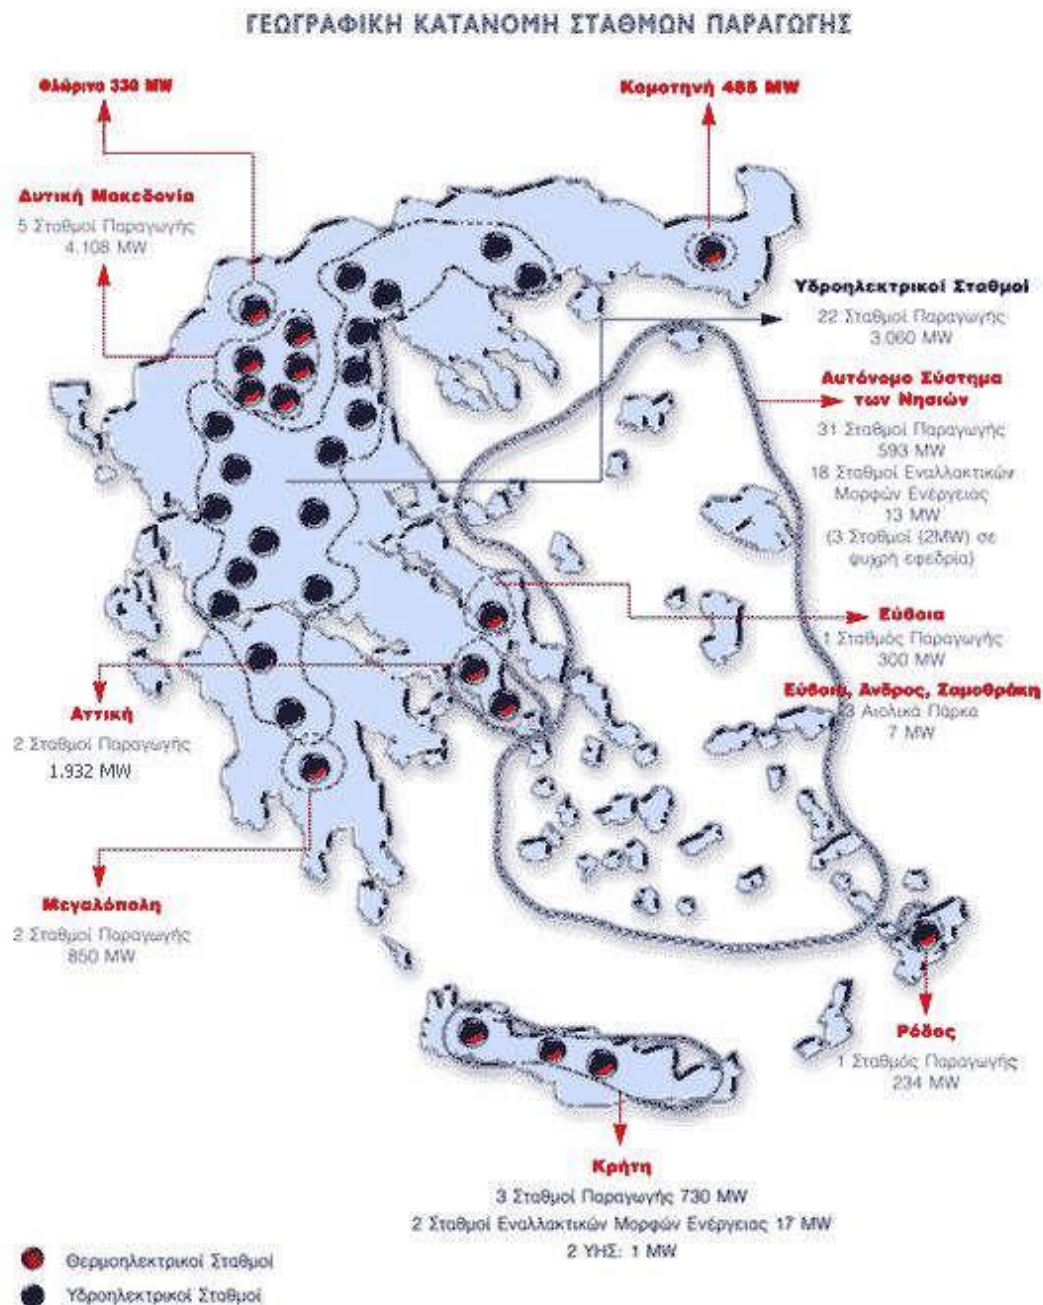 ΓΕΩΓΡΑΦΙΚΗ ΚΑΤΑΝΟΜΗ ΣΤΑΘΜΩΝ ΠΑΡΑΓΩΓΗΣ
Φλώρινα 330 MW
Κομοτηνή 485 MW
Δυτική Μακεδονία
5 Σταθμοί Παραγωγής
4.108 MW
Υδροηλεκτρικοί Σταθμοί
22 Σταθμοί Παραγωγής
3.060 MW
Αυτόνομο Σύστημα
των Νησιών
31 Σταθμοί Παραγωγής
593 MW
18 Σταθμοί Εναλλακτικών
Μορφών Ενέργειας
13 MW
(3 Σταθμοί (2MW) σε
ψυχρή εφεδρία)
Εύβοια
1 Σταθμός Παραγωγής
300 MW
Εύβοια, Άνδρος, Σαμοθράκη
3 Αιολικά Πάρκα
7 MW
Αττική
2 Σταθμοί Παραγωγής
1.932 MW
Μεγαλόπολη
2 Σταθμοί Παραγωγής
850 MW
Ρόδος
1 Σταθμός Παραγωγής
234 MW
Κρήτη
3 Σταθμοί Παραγωγής 730 MW
2 Σταθμοί Εναλλακτικών Μορφών Ενέργειας 17 MW
2 ΥΗΣ: 1 MW
Θερμοηλεκτρικοί Σταθμοί
Υδροηλεκτρικοί Σταθμοί